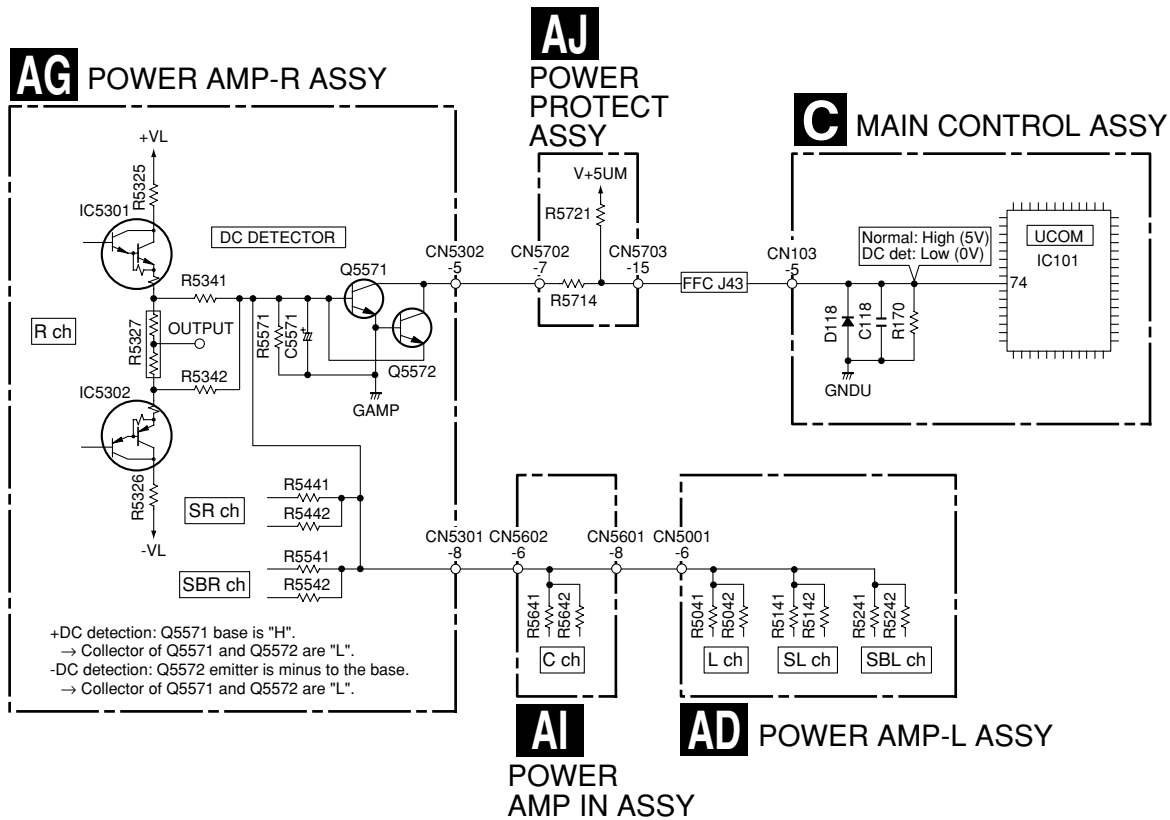 AG POWER AMP-R ASSY
+VL
R5325
IC5301
DC DETECTOR
R5341
Q5571
CN5302
-5
R ch
R5327
OUTPUT
R5571
C5571
+
Q5572
R5342
IC5302
GAMP
R5326
-VL
SR ch
R5441
R5442
SBR ch
R5541
R5542
CN5301
-8
+DC detection: Q5571 base is "H".
→ Collector of Q5571 and Q5572 are "L".
-DC detection: Q5572 emitter is minus to the base.
→ Collector of Q5571 and Q5572 are "L".
AJ
POWER
PROTECT
ASSY
V+5UM
R5721
CN5702
-7
CN5703
-15
R5714
FFC J43
C MAIN CONTROL ASSY
CN103
-5
Normal: High (5V)
DC det: Low (0V)
UCOM
IC101
74
D118
C118
R170
GNDU
CN5602
-6
CN5601
-8
R5641
R5642
C ch
AI
POWER
AMP IN ASSY
CN5001
-6
R5041
R5042
R5141
R5142
R5241
R5242
L ch
SL ch
SBL ch
AD POWER AMP-L ASSY